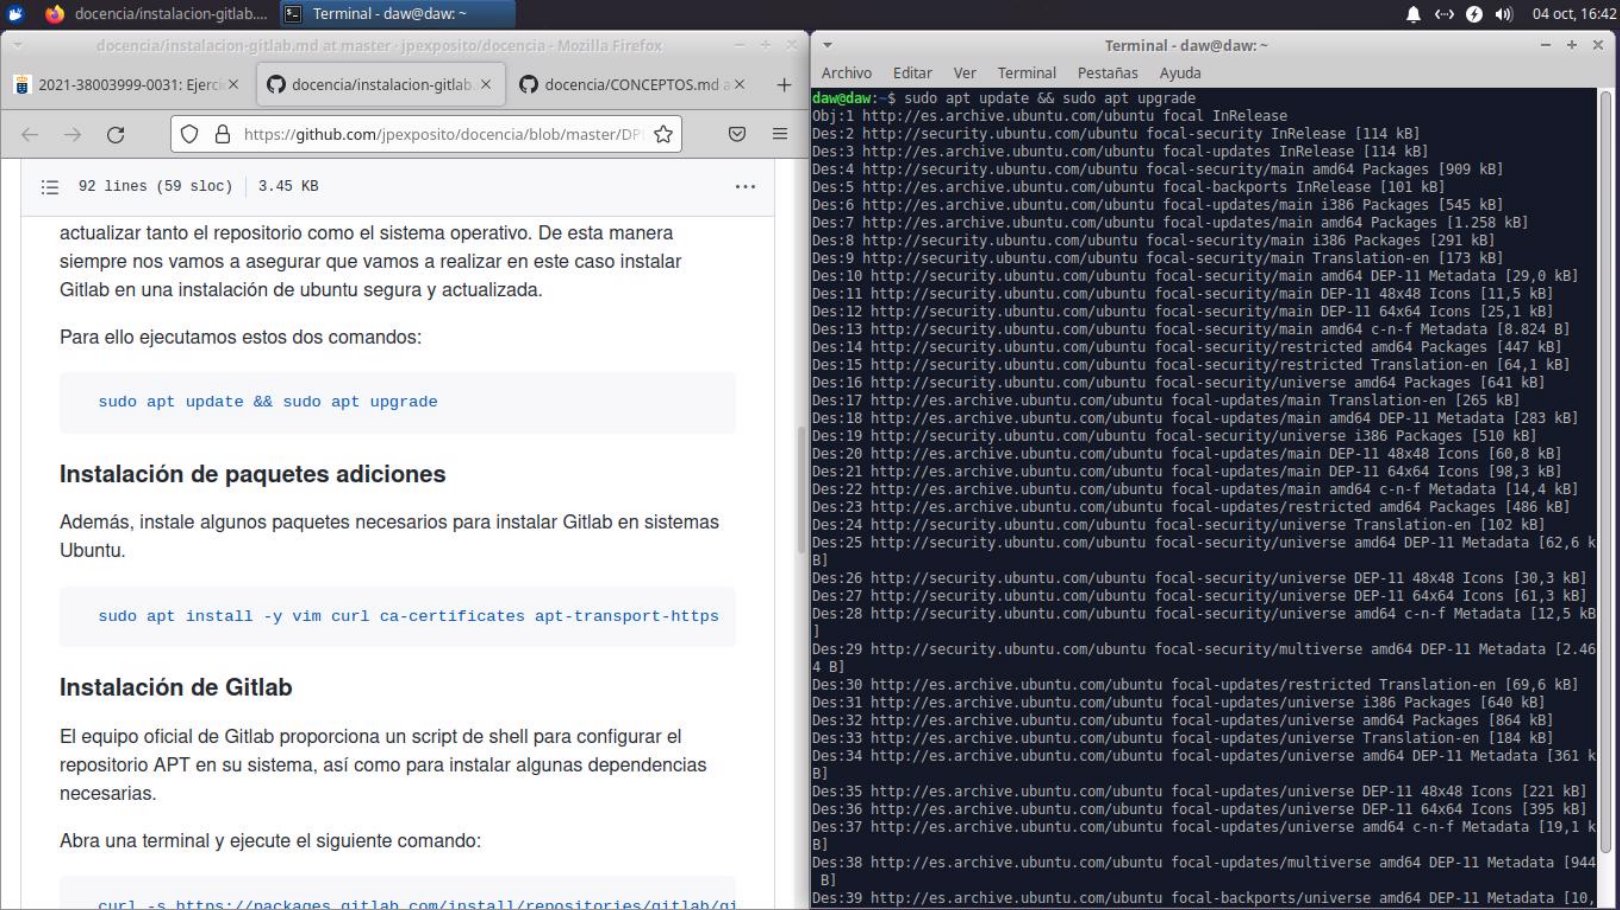 docencia/instalacion-gitlab....
Terminal - daw@daw: ~
04 oct, 16:42
docencia/instalacion-gitlab.md at master · jpexposito/docencia - Mozilla Firefox
2021-38003999-0031: Ejerci
docencia/instalacion-gitlab.
docencia/CONCEPTOS.md a
https://github.com/jpexposito/docencia/blob/master/DP
92 lines (59 sloc)
3.45 KB
actualizar tanto el repositorio como el sistema operativo. De esta manera
siempre nos vamos a asegurar que vamos a realizar en este caso instalar
Gitlab en una instalación de ubuntu segura y actualizada.
Para ello ejecutamos estos dos comandos:
sudo apt update && sudo apt upgrade
Instalación de paquetes adiciones
Además, instale algunos paquetes necesarios para instalar Gitlab en sistemas
Ubuntu.
sudo apt install -y vim curl ca-certificates apt-transport-https
Instalación de Gitlab
El equipo oficial de Gitlab proporciona un script de shell para configurar el
repositorio APT en su sistema, así como para instalar algunas dependencias
necesarias.
Abra una terminal y ejecute el siguiente comando:
curl -s https://packages.gitlab.com/install/repositories/gitlab/gi
Terminal - daw@daw: ~
Archivo Editar Ver Terminal Pestañas Ayuda
daw@daw:~$ sudo apt update && sudo apt upgrade
Obj:1 http://es.archive.ubuntu.com/ubuntu focal InRelease
Des:2 http://security.ubuntu.com/ubuntu focal-security InRelease [114 kB]
Des:3 http://es.archive.ubuntu.com/ubuntu focal-updates InRelease [114 kB]
Des:4 http://security.ubuntu.com/ubuntu focal-security/main amd64 Packages [909 kB]
Des:5 http://es.archive.ubuntu.com/ubuntu focal-backports InRelease [101 kB]
Des:6 http://es.archive.ubuntu.com/ubuntu focal-updates/main i386 Packages [545 kB]
Des:7 http://es.archive.ubuntu.com/ubuntu focal-updates/main amd64 Packages [1.258 kB]
Des:8 http://security.ubuntu.com/ubuntu focal-security/main i386 Packages [291 kB]
Des:9 http://security.ubuntu.com/ubuntu focal-security/main Translation-en [173 kB]
Des:10 http://security.ubuntu.com/ubuntu focal-security/main amd64 DEP-11 Metadata [29,0 kB]
Des:11 http://security.ubuntu.com/ubuntu focal-security/main DEP-11 48x48 Icons [11,5 kB]
Des:12 http://security.ubuntu.com/ubuntu focal-security/main DEP-11 64x64 Icons [25,1 kB]
Des:13 http://security.ubuntu.com/ubuntu focal-security/main amd64 c-n-f Metadata [8.824 B]
Des:14 http://security.ubuntu.com/ubuntu focal-security/restricted amd64 Packages [447 kB]
Des:15 http://security.ubuntu.com/ubuntu focal-security/restricted Translation-en [64,1 kB]
Des:16 http://security.ubuntu.com/ubuntu focal-security/universe amd64 Packages [641 kB]
Des:17 http://es.archive.ubuntu.com/ubuntu focal-updates/main Translation-en [265 kB]
Des:18 http://es.archive.ubuntu.com/ubuntu focal-updates/main amd64 DEP-11 Metadata [283 kB]
Des:19 http://security.ubuntu.com/ubuntu focal-security/universe i386 Packages [510 kB]
Des:20 http://es.archive.ubuntu.com/ubuntu focal-updates/main DEP-11 48x48 Icons [60,8 kB]
Des:21 http://es.archive.ubuntu.com/ubuntu focal-updates/main DEP-11 64x64 Icons [98,3 kB]
Des:22 http://es.archive.ubuntu.com/ubuntu focal-updates/main amd64 c-n-f Metadata [14,4 kB]
Des:23 http://es.archive.ubuntu.com/ubuntu focal-updates/restricted amd64 Packages [486 kB]
Des:24 http://security.ubuntu.com/ubuntu focal-security/universe Translation-en [102 kB]
Des:25 http://security.ubuntu.com/ubuntu focal-security/universe amd64 DEP-11 Metadata [62,6 k
B]
Des:26 http://security.ubuntu.com/ubuntu focal-security/universe DEP-11 48x48 Icons [30,3 kB]
Des:27 http://security.ubuntu.com/ubuntu focal-security/universe DEP-11 64x64 Icons [61,3 kB]
Des:28 http://security.ubuntu.com/ubuntu focal-security/universe amd64 c-n-f Metadata [12,5 kB
]
Des:29 http://security.ubuntu.com/ubuntu focal-security/multiverse amd64 DEP-11 Metadata [2.46
4 B]
Des:30 http://es.archive.ubuntu.com/ubuntu focal-updates/restricted Translation-en [69,6 kB]
Des:31 http://es.archive.ubuntu.com/ubuntu focal-updates/universe i386 Packages [640 kB]
Des:32 http://es.archive.ubuntu.com/ubuntu focal-updates/universe amd64 Packages [864 kB]
Des:33 http://es.archive.ubuntu.com/ubuntu focal-updates/universe Translation-en [184 kB]
Des:34 http://es.archive.ubuntu.com/ubuntu focal-updates/universe amd64 DEP-11 Metadata [361 k
B]
Des:35 http://es.archive.ubuntu.com/ubuntu focal-updates/universe DEP-11 48x48 Icons [221 kB]
Des:36 http://es.archive.ubuntu.com/ubuntu focal-updates/universe DEP-11 64x64 Icons [395 kB]
Des:37 http://es.archive.ubuntu.com/ubuntu focal-updates/universe amd64 c-n-f Metadata [19,1 k
B]
Des:38 http://es.archive.ubuntu.com/ubuntu focal-updates/multiverse amd64 DEP-11 Metadata [944
B]
Des:39 http://es.archive.ubuntu.com/ubuntu focal-backports/universe amd64 DEP-11 Metadata [10,